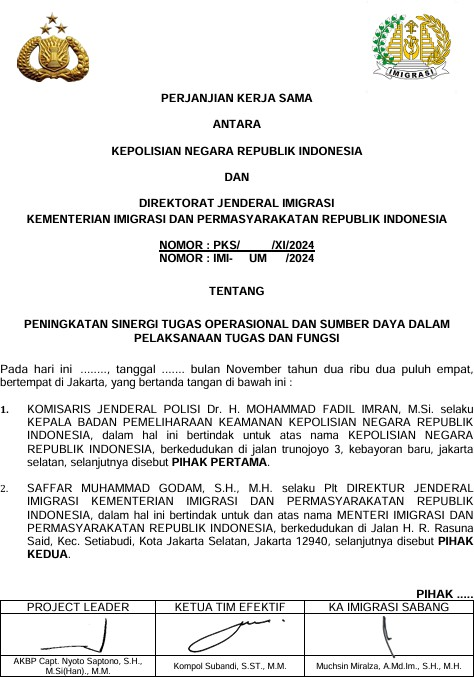 IMIGRASI
PERJANJIAN KERJA SAMA
ANTARA
KEPOLISIAN NEGARA REPUBLIK INDONESIA
DAN
DIREKTORAT JENDERAL IMIGRASI
KEMENTERIAN IMIGRASI DAN PERMASYARAKATAN REPUBLIK INDONESIA
NOMOR : PKS/ /XI/2024
NOMOR : IMI- UM /2024
TENTANG
PENINGKATAN SINERGI TUGAS OPERASIONAL DAN SUMBER DAYA DALAM
PELAKSANAAN TUGAS DAN FUNGSI
Pada hari ini ........, tanggal ....... bulan November tahun dua ribu dua puluh empat,
bertempat di Jakarta, yang bertanda tangan di bawah ini :
1. KOMISARIS JENDERAL POLISI Dr. H. MOHAMMAD FADIL IMRAN, M.Si. selaku
KEPALA BADAN PEMELIHARAAN KEAMANAN KEPOLISIAN NEGARA REPUBLIK
INDONESIA, dalam hal ini bertindak untuk atas nama KEPOLISIAN NEGARA
REPUBLIK INDONESIA, berkedudukan di jalan trunojoyo 3, kebayoran baru, jakarta
selatan, selanjutnya disebut PIHAK PERTAMA.
2. SAFFAR MUHAMMAD GODAM, S.H., M.H. selaku Plt DIREKTUR JENDERAL
IMIGRASI KEMENTERIAN IMIGRASI DAN PERMASYARAKATAN REPUBLIK
INDONESIA, dalam hal ini bertindak untuk dan atas nama MENTERI IMIGRASI DAN
PERMASYARAKATAN REPUBLIK INDONESIA, berkedudukan di Jalan H. R. Rasuna
Said, Kec. Setiabudi, Kota Jakarta Selatan, Jakarta 12940, selanjutnya disebut PIHAK
KEDUA.
PIHAK .....
PROJECT LEADER KETUA TIM EFEKTIF KA IMIGRASI SABANG
AKBP Capt. Nyoto Saptono, S.H.,
M.Si(Han)., M.M.
Kompol Subandi, S.ST., M.M.
Muchsin Miralza, A.Md.Im., S.H., M.H.